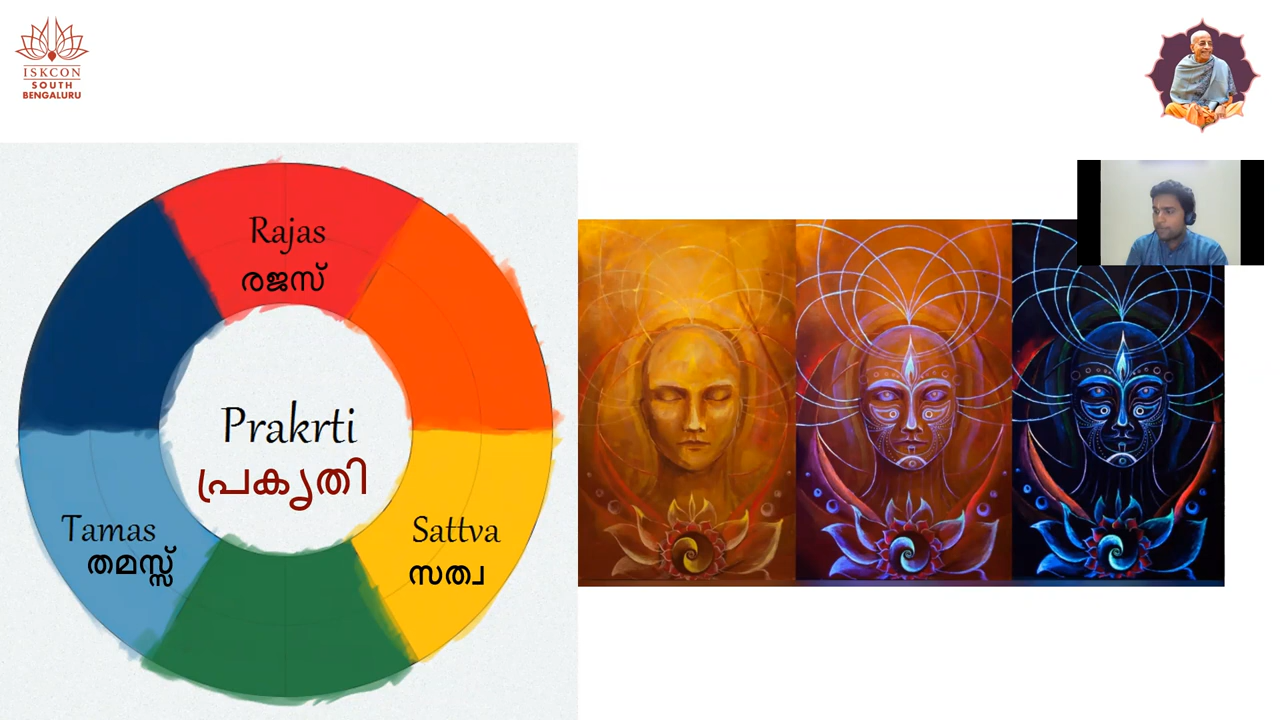 ISKCON
SOUTH
BENGALURU
Rajas
രജസ്
Prakrti
പ്രകൃതി
Tamas
തമസ്സ്
Sattva
സത്വ